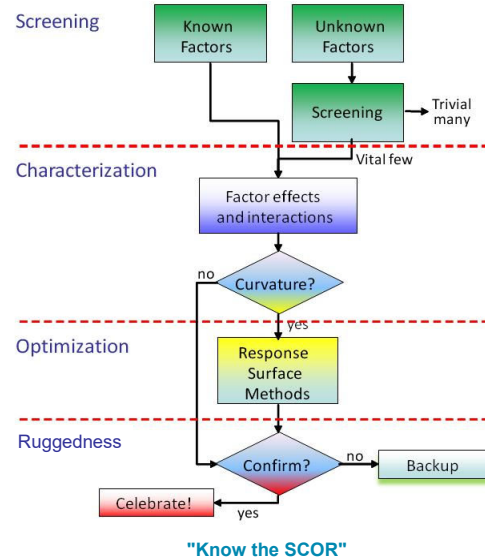 Screening
Known
Factors
Unknown
Factors
Screening
Trivial
many
Vital few
Characterization
Factor effects
and interactions
no
Curvature?
yes
Optimization
Response
Surface
Methods
Ruggedness
Confirm?
no
Backup
Celebrate!
yes
"Know the SCOR"